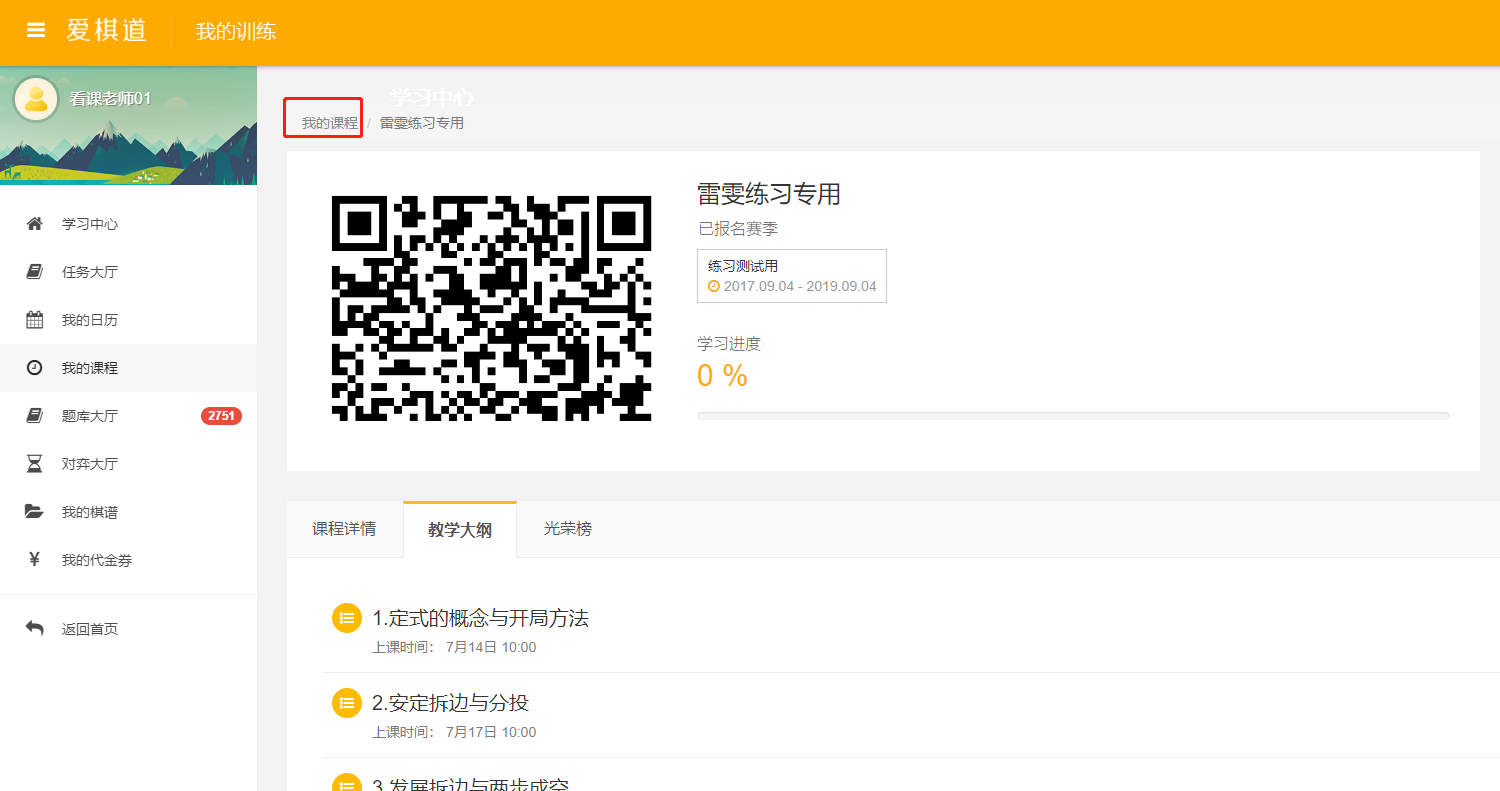 爱棋道
我的训练
看课老师01
学习中心
任务大厅
我的日历
我的课程
题库大厅 2751
对弈大厅
我的棋谱
¥ 我的代金券
返回首页
学习中心
我的课程 / 雷雯练习专用
雷雯练习专用
已报名赛季
练习测试用
2017.09.04 - 2019.09.04
学习进度
0 %
课程详情 教学大纲 光荣榜
1.定式的概念与开局方法
上课时间： 7月14日 10:00
2.安定拆边与分投
上课时间： 7月17日 10:00
3.发展拆边与两步成空